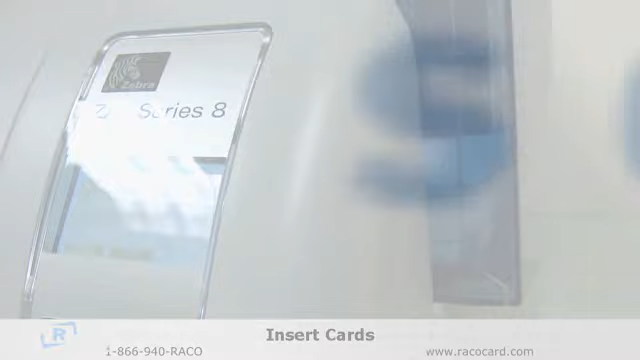 Zebra
Series 8
R
Insert Cards
1-866-940-RACO
www.racocard.com